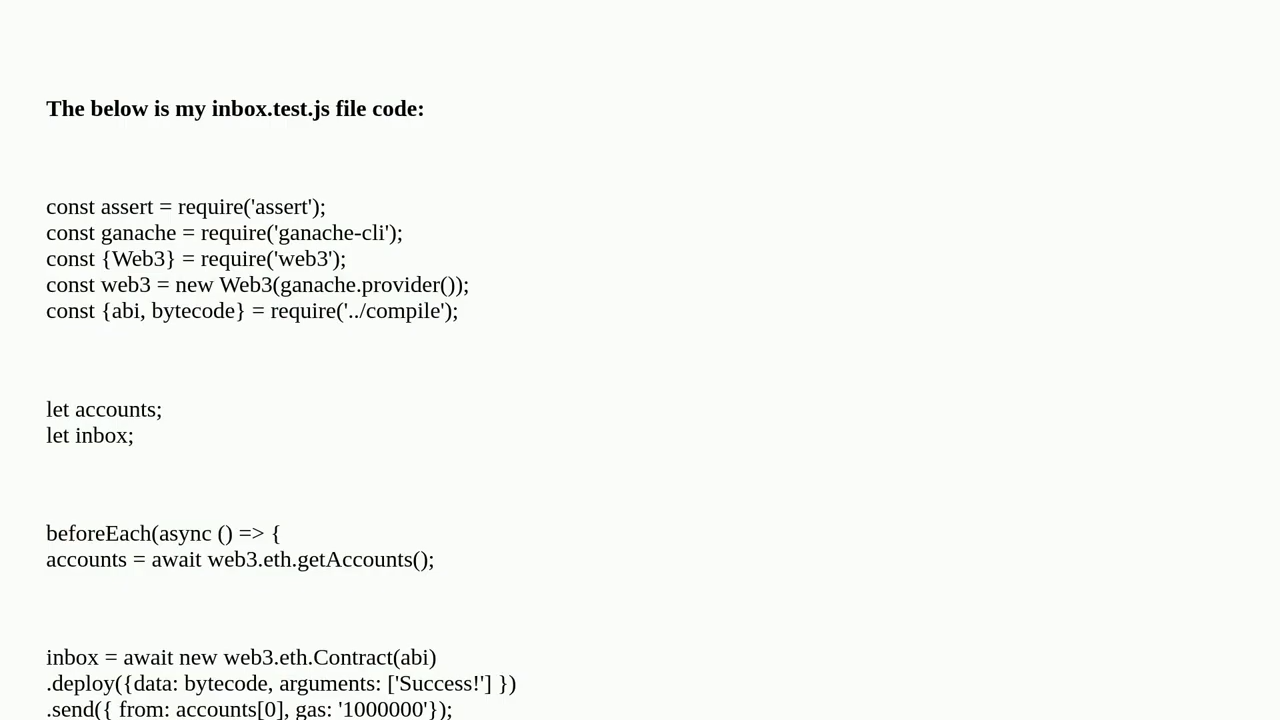 The below is my inbox.test.js file code:
const assert = require('assert');
const ganache = require('ganache-cli');
const {Web3} = require('web3');
const web3 = new Web3(ganache.provider());
const {abi, bytecode} = require('../compile');
let accounts;
let inbox;
beforeEach(async () => {
accounts = await web3.eth.getAccounts();
inbox = await new web3.eth.Contract(abi)
.deploy({data: bytecode, arguments: ['Success!'] })
.send({ from: accounts[0], gas: '1000000'});